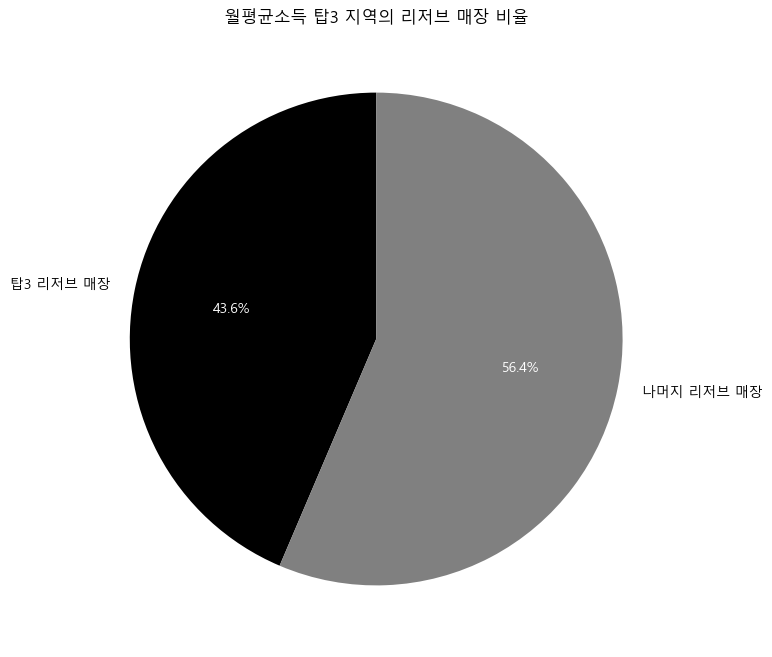 월평균소득 탑3 지역의 리저브 매장 비율
탑3 리저브 매장
43.6%
56.4%
나머지 리저브 매장